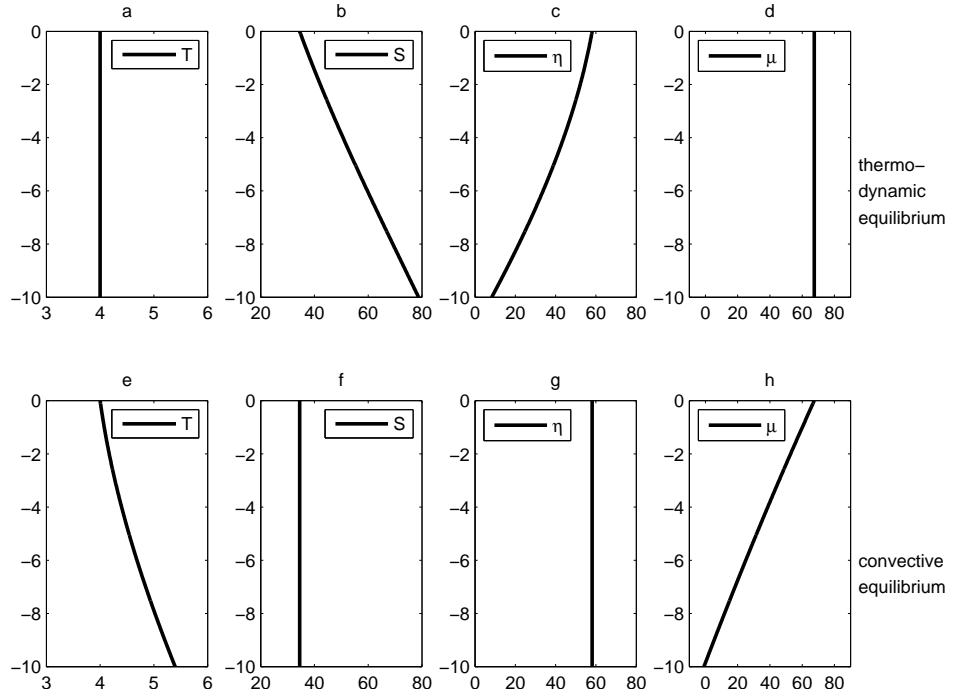 a b c d
0 0 0 0
T S η μ
−2 −2 −2 −2
−4 −4 −4 −4
thermo−
−6 −6 −6 −6
dynamic
equilibrium
−8 −8 −8 −8
−10 −10 −10 −10
3 4 5 6 20 40 60 80 0 20 40 60 80 0 20 40 60 80
e f g h
0 0 0 0
T S η μ
−2 −2 −2 −2
−4 −4 −4 −4
convective
−6 −6 −6 −6
equilibrium
−8 −8 −8 −8
−10 −10 −10 −10
3 4 5 6 20 40 60 80 0 20 40 60 80 0 20 40 60 80